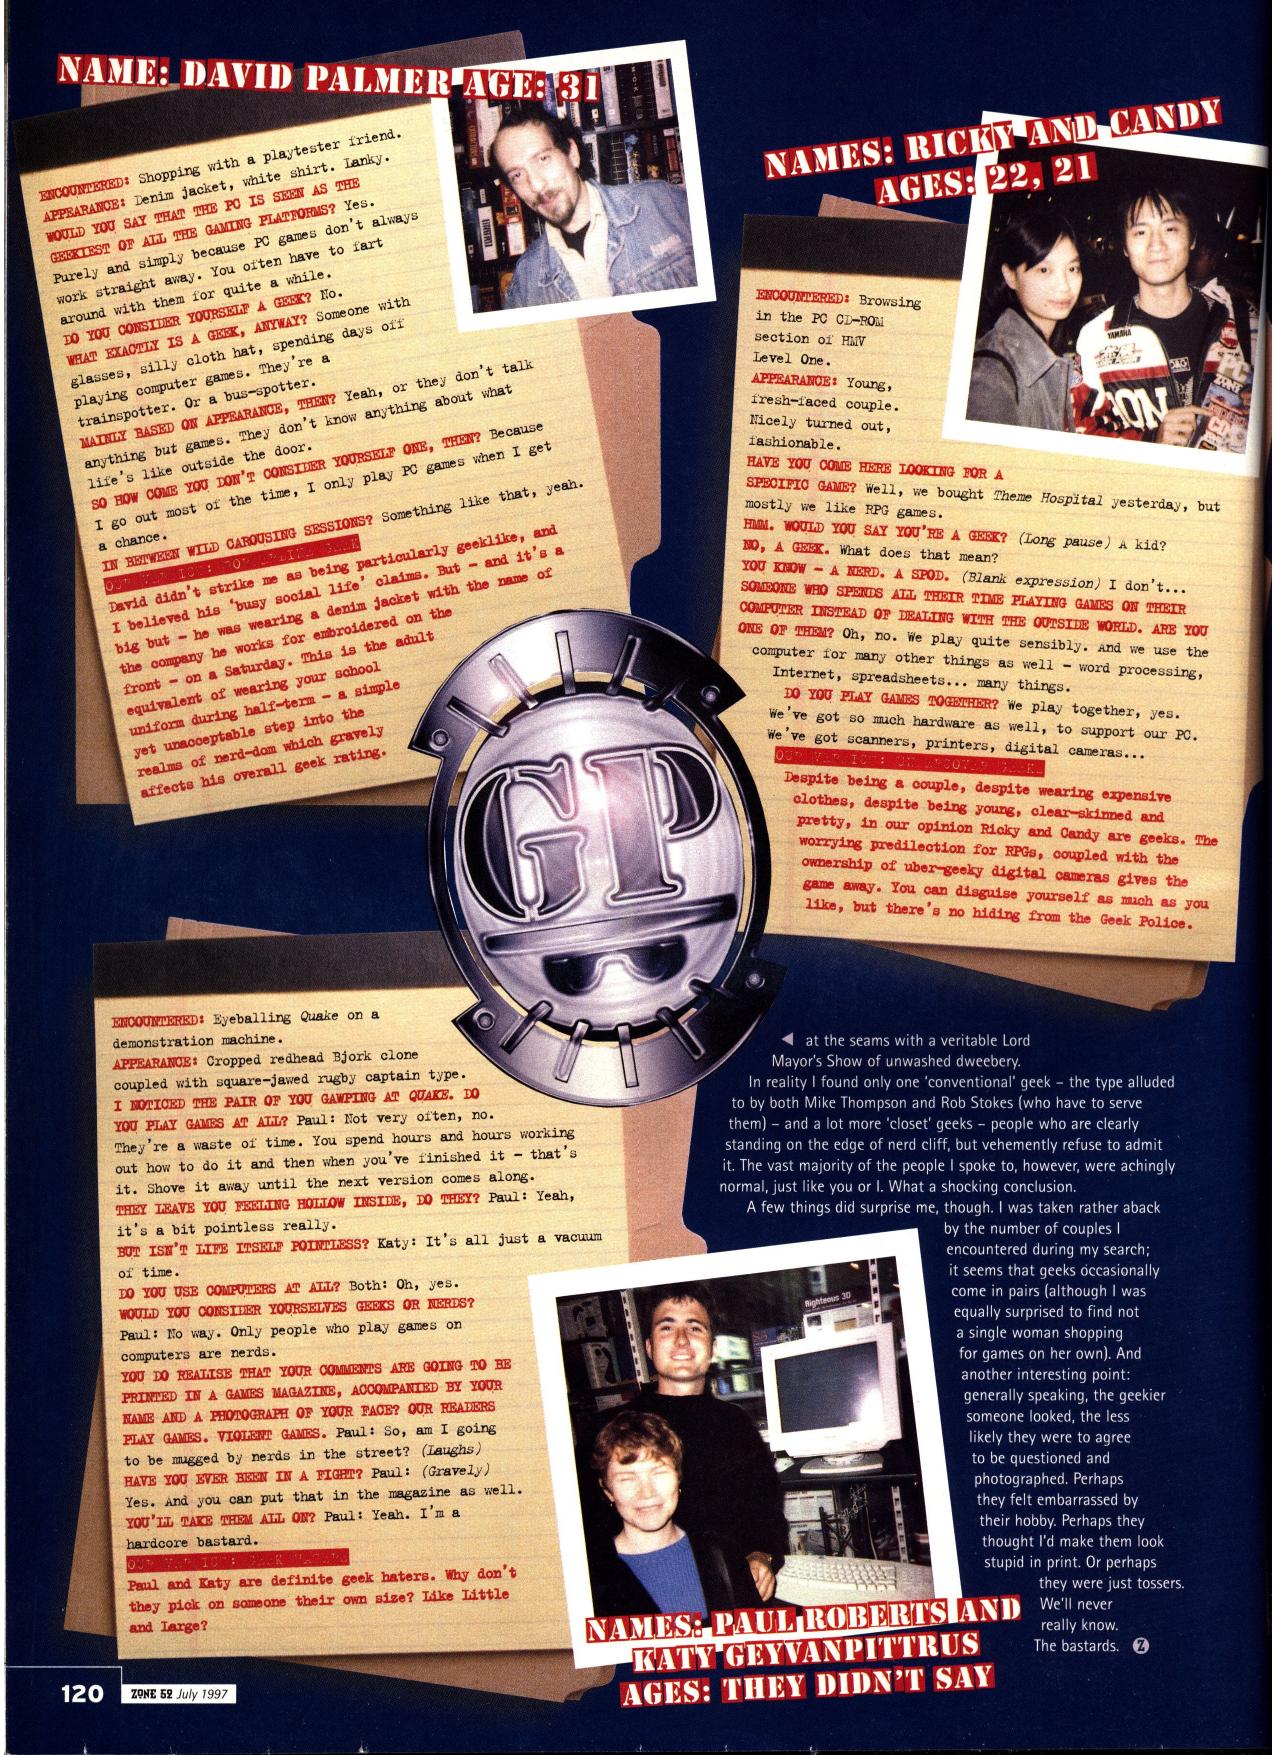 NAME: DAVID PALMER AGE: 31
ENCOUNTERED: Shopping with a playtester friend.
APPEARANCE: Denim jacket, white shirt. Lanky.
WOULD YOU SAY THAT THE PC IS SEEN AS THE
GEEKIEST OF ALL THE GAMING PLATFORMS? Yes.
Purely and simply because PC games don't always
work straight away. You often have to fart
around with them for quite a while.
DO YOU CONSIDER YOURSELF A GEEK? No.
WHAT EXACTLY IS A GEEK, ANYWAY? Someone with
glasses, silly cloth hat, spending days off
playing computer games. They're a
trainspotter. Or a bus-spotter.
MAINLY BASED ON APPEARANCE, THEN? Yeah, or they don't talk
anything but games. They don't know anything about what
life's like outside the door.
SO HOW COME YOU DON'T CONSIDER YOURSELF ONE, THEN? Because
I go out most of the time, I only play PC games when I get
a chance.
IN BETWEEN WILD CAROUSING SESSIONS? Something like that, yeah.
OUR VERDICT: BORDERLINE GEEK
David didn't strike me as being particularly geeklike, and
I believed his 'busy social life' claims. But – and it's a
big but – he was wearing a denim jacket with the name of
the company he works for embroidered on the
front – on a Saturday. This is the adult
equivalent of wearing your school
uniform during half-term – a simple
yet unacceptable step into the
realms of nerd-dom which gravely
affects his overall geek rating.
NAMES: RICKY AND CANDY
AGES: 22, 21
YAMAHA
PC
ZONE
ENCOUNTERED: Browsing
in the PC CD-ROM
section of HMV
Level One.
APPEARANCE: Young,
fresh-faced couple.
Nicely turned out,
fashionable.
HAVE YOU COME HERE LOOKING FOR A
SPECIFIC GAME? Well, we bought Theme Hospital yesterday, but
mostly we like RPG games.
HMM. WOULD YOU SAY YOU'RE A GEEK? (Long pause) A kid?
NO, A GEEK. What does that mean?
YOU KNOW – A NERD. A SPOD. (Blank expression) I don't...
SOMEONE WHO SPENDS ALL THEIR TIME PLAYING GAMES ON THEIR
COMPUTER INSTEAD OF DEALING WITH THE OUTSIDE WORLD. ARE YOU
ONE OF THEM? Oh, no. We play quite sensibly. And we use the
computer for many other things as well – word processing,
Internet, spreadsheets... many things.
DO YOU PLAY GAMES TOGETHER? We play together, yes.
We've got so much hardware as well, to support our PC.
We've got scanners, printers, digital cameras...
OUR VERDICT: UNDERCOVER GEEKS
Despite being a couple, despite wearing expensive
clothes, despite being young, clear-skinned and
pretty, in our opinion Ricky and Candy are geeks. The
worrying predilection for RPGs, coupled with the
ownership of uber-geeky digital cameras gives the
game away. You can disguise yourself as much as you
like, but there's no hiding from the Geek Police.
GP
ENCOUNTERED: Eyeballing Quake on a
demonstration machine.
APPEARANCE: Cropped redhead Bjork clone
coupled with square-jawed rugby captain type.
I NOTICED THE PAIR OF YOU GAWPING AT QUAKE. DO
YOU PLAY GAMES AT ALL? Paul: Not very often, no.
They're a waste of time. You spend hours and hours working
out how to do it and then when you've finished it – that's
it. Shove it away until the next version comes along.
THEY LEAVE YOU FEELING HOLLOW INSIDE, DO THEY? Paul: Yeah,
it's a bit pointless really.
BUT ISN'T LIFE ITSELF POINTLESS? Katy: It's all just a vacuum
of time.
DO YOU USE COMPUTERS AT ALL? Both: Oh, yes.
WOULD YOU CONSIDER YOURSELVES GEEKS OR NERDS?
Paul: No way. Only people who play games on
computers are nerds.
YOU DO REALISE THAT YOUR COMMENTS ARE GOING TO BE
PRINTED IN A GAMES MAGAZINE, ACCOMPANIED BY YOUR
NAME AND A PHOTOGRAPH OF YOUR FACE? OUR READERS
PLAY GAMES. VIOLENT GAMES. Paul: So, am I going
to be mugged by nerds in the street? (Laughs)
HAVE YOU EVER BEEN IN A FIGHT? Paul: (Gravely)
Yes. And you can put that in the magazine as well.
YOU'LL TAKE THEM ALL ON? Paul: Yeah. I'm a
hardcore bastard.
OUR VERDICT: GEEK HATERS
Paul and Katy are definite geek haters. Why don't
they pick on someone their own size? Like Little
and Large?
at the seams with a veritable Lord
Mayor's Show of unwashed dweebery.
In reality I found only one 'conventional' geek – the type alluded
to by both Mike Thompson and Rob Stokes (who have to serve
them) – and a lot more 'closet' geeks – people who are clearly
standing on the edge of nerd cliff, but vehemently refuse to admit
it. The vast majority of the people I spoke to, however, were achingly
normal, just like you or I. What a shocking conclusion.
A few things did surprise me, though. I was taken rather aback
by the number of couples I
encountered during my search;
it seems that geeks occasionally
come in pairs (although I was
equally surprised to find not
a single woman shopping
for games on her own). And
another interesting point:
generally speaking, the geekier
someone looked, the less
likely they were to agree
to be questioned and
photographed. Perhaps
they felt embarrassed by
their hobby. Perhaps they
thought I'd make them look
stupid in print. Or perhaps
they were just tossers.
We'll never
really know.
The bastards. Z
Righteous 3D
NAMES: PAUL ROBERTS AND
KATY GEYVANPITTRUS
AGES: THEY DIDN'T SAY
120 ZONE 52 July 1997